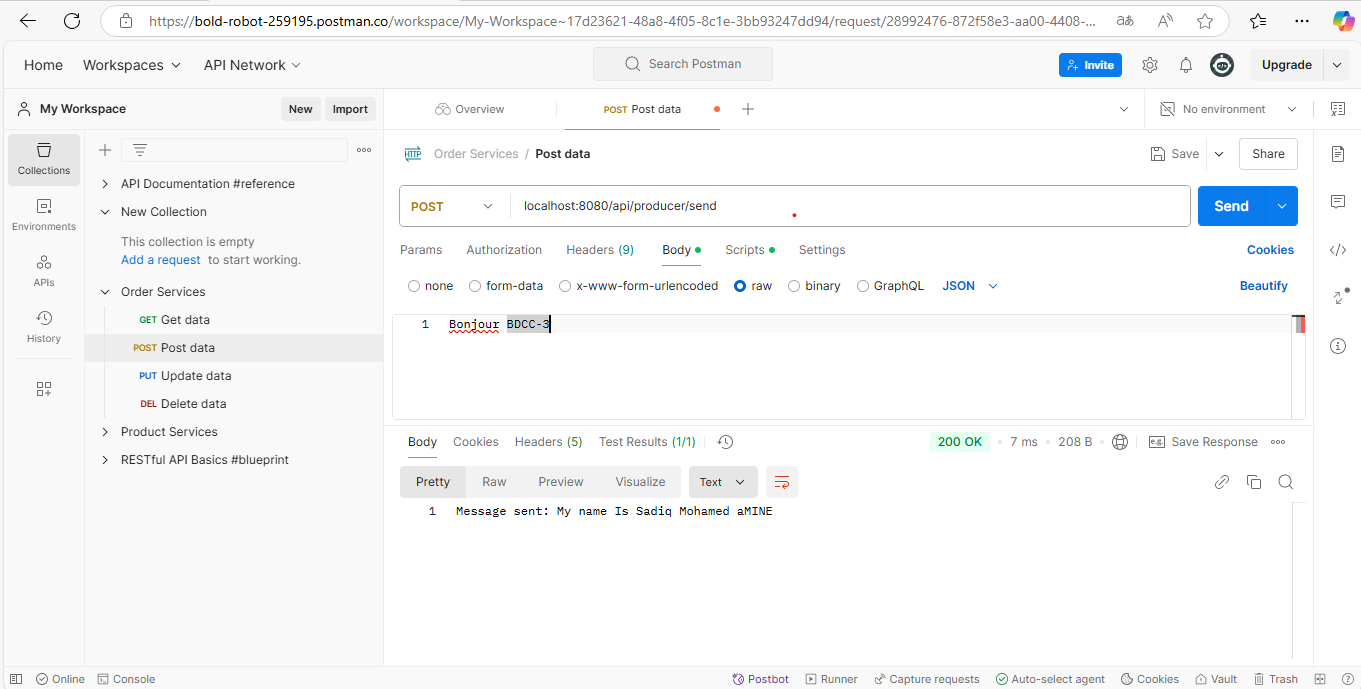 https://bold-robot-259195.postman.co/workspace/My-Workspace~17d23621-48a8-4f05-8c1e-3bb93247dd94/request/28992476-872f58e3-aa00-4408-...
Home Workspaces API Network Search Postman Invite Upgrade
My Workspace New Import Overview POST Post data No environment
Collections
Environments
APIs
History
API Documentation #reference
New Collection
This collection is empty
Add a request to start working.
Order Services
GET Get data
POST Post data
PUT Update data
DEL Delete data
Product Services
RESTful API Basics #blueprint
HTTP Order Services / Post data Save Share
POST localhost:8080/api/producer/send Send
Params Authorization Headers (9) Body Scripts Settings Cookies
none form-data x-www-form-urlencoded raw binary GraphQL JSON Beautify
1 Bonjour BDCC-3
Body Cookies Headers (5) Test Results (1/1) 200 OK 7 ms 208 B e.g. Save Response
Pretty Raw Preview Visualize Text
1 Message sent: My name Is Sadiq Mohamed aMINE
Online Console Postbot Runner Capture requests Auto-select agent Cookies Vault Trash